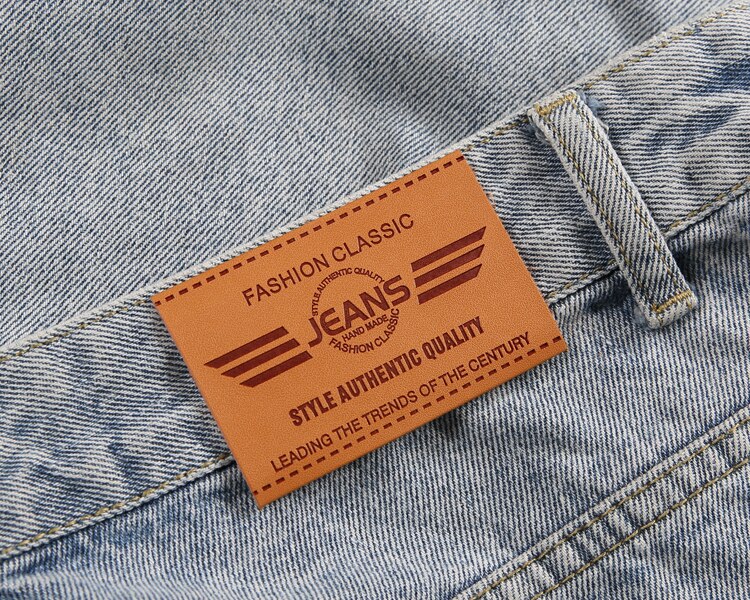 FASHION CLASSIC
STYLE AUTHENTIC QUALITY
JEANS
HAND MADE
FASHION CLASSIC
STYLE AUTHENTIC QUALITY
LEADING THE TRENDS OF THE CENTURY